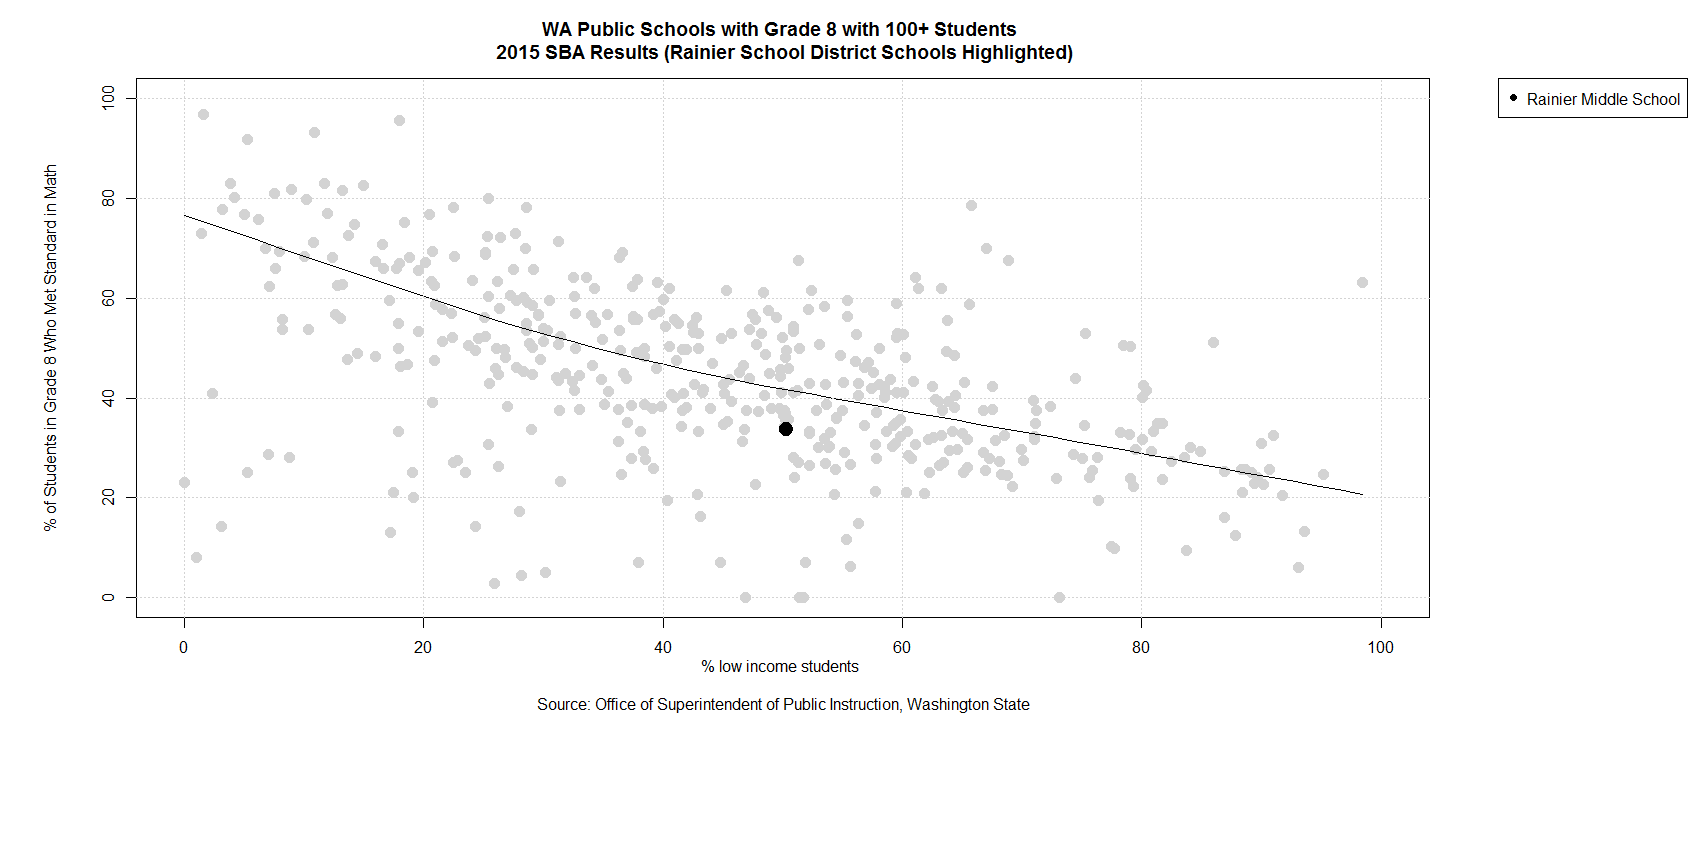 WA Public Schools with Grade 8 with 100+ Students
2015 SBA Results (Rainier School District Schools Highlighted)
Rainier Middle School
% of Students in Grade 8 Who Met Standard in Math
100
80
60
40
20
0
0 20 40 60 80 100
% low income students
Source: Office of Superintendent of Public Instruction, Washington State